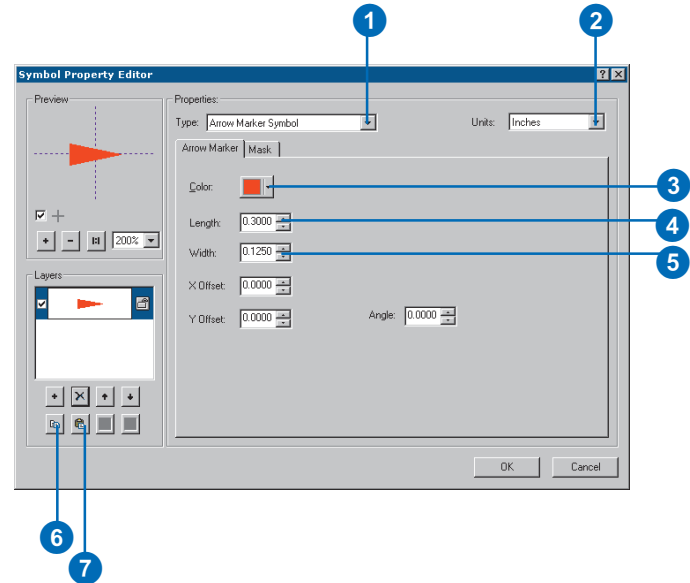 1
2
Symbol Property Editor
? ×
Preview
Properties:
Type: Arrow Marker Symbol
Units: Inches
Arrow Marker
Mask
Color:
3
Length: 0.3000
4
Width: 0.1250
5
+ - 1:1 200%
Layers
X Offset: 0.0000
Y Offset: 0.0000
Angle: 0.0000
OK
Cancel
6
7